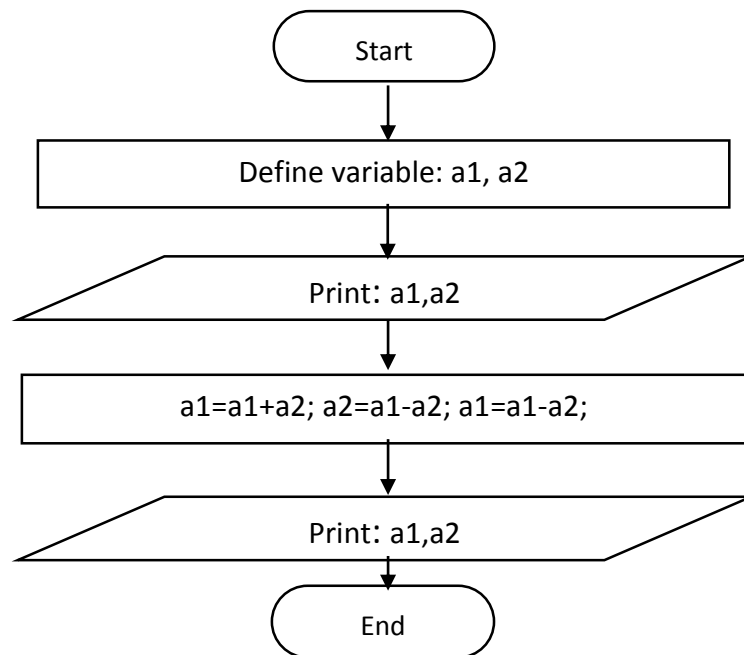 Start
Define variable: a1, a2
Print: a1,a2
a1=a1+a2; a2=a1-a2; a1=a1-a2;
Print: a1,a2
End